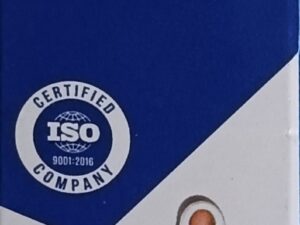 CERTIFIED
ISO
9001:2016
COMPANY